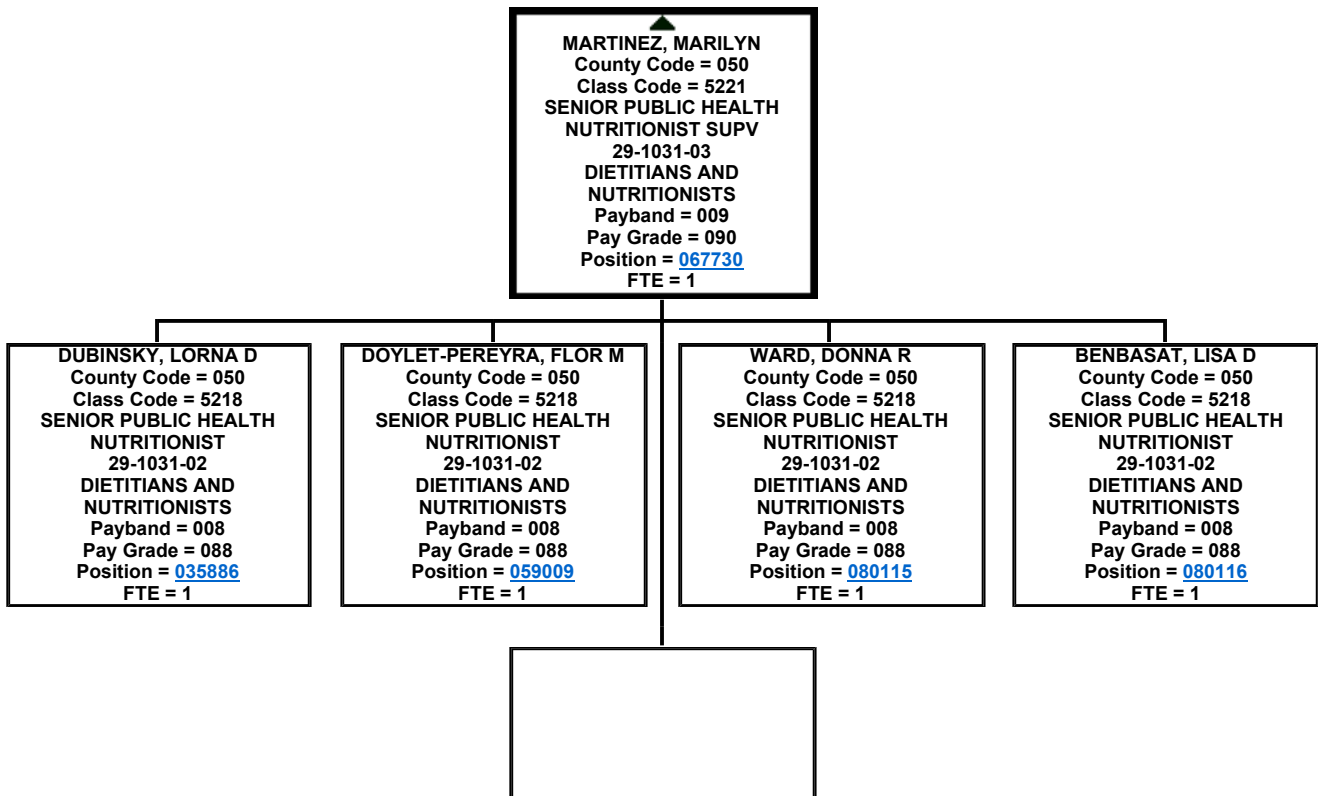 MARTINEZ, MARILYN
County Code = 050
Class Code = 5221
SENIOR PUBLIC HEALTH
NUTRITIONIST SUPV
29-1031-03
DIETITIANS AND
NUTRITIONISTS
Payband = 009
Pay Grade = 090
Position = 067730
FTE = 1
DUBINSKY, LORNA D
County Code = 050
Class Code = 5218
SENIOR PUBLIC HEALTH
NUTRITIONIST
29-1031-02
DIETITIANS AND
NUTRITIONISTS
Payband = 008
Pay Grade = 088
Position = 035886
FTE = 1
DOYLET-PEREYRA, FLOR M
County Code = 050
Class Code = 5218
SENIOR PUBLIC HEALTH
NUTRITIONIST
29-1031-02
DIETITIANS AND
NUTRITIONISTS
Payband = 008
Pay Grade = 088
Position = 059009
FTE = 1
WARD, DONNA R
County Code = 050
Class Code = 5218
SENIOR PUBLIC HEALTH
NUTRITIONIST
29-1031-02
DIETITIANS AND
NUTRITIONISTS
Payband = 008
Pay Grade = 088
Position = 080115
FTE = 1
BENBASAT, LISA D
County Code = 050
Class Code = 5218
SENIOR PUBLIC HEALTH
NUTRITIONIST
29-1031-02
DIETITIANS AND
NUTRITIONISTS
Payband = 008
Pay Grade = 088
Position = 080116
FTE = 1